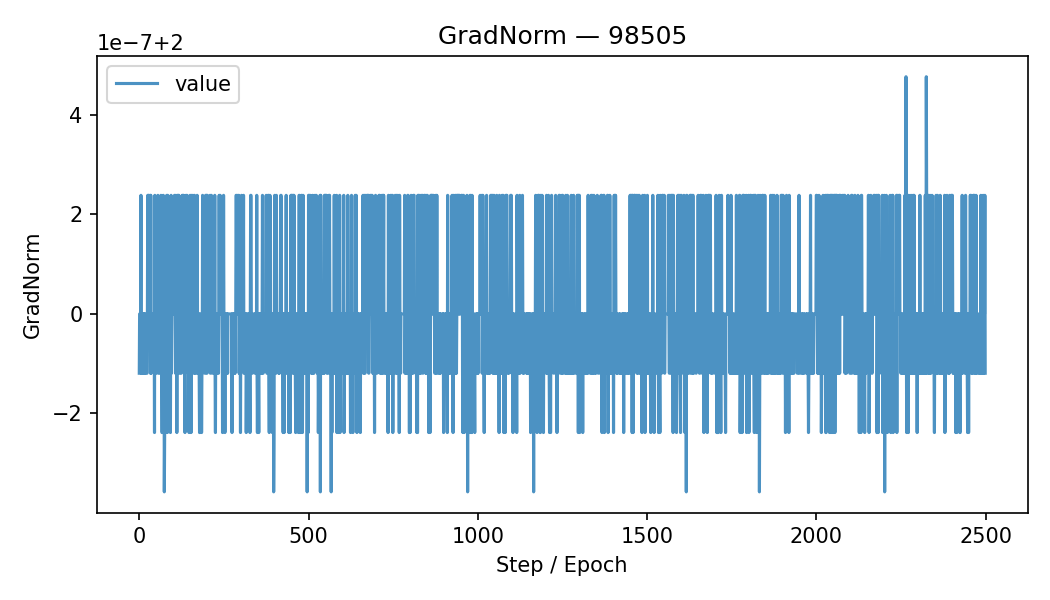 GradNorm — 98505
1e−7+2
value
4
2
0
−2
GradNorm
0
500
1000
1500
2000
2500
Step / Epoch